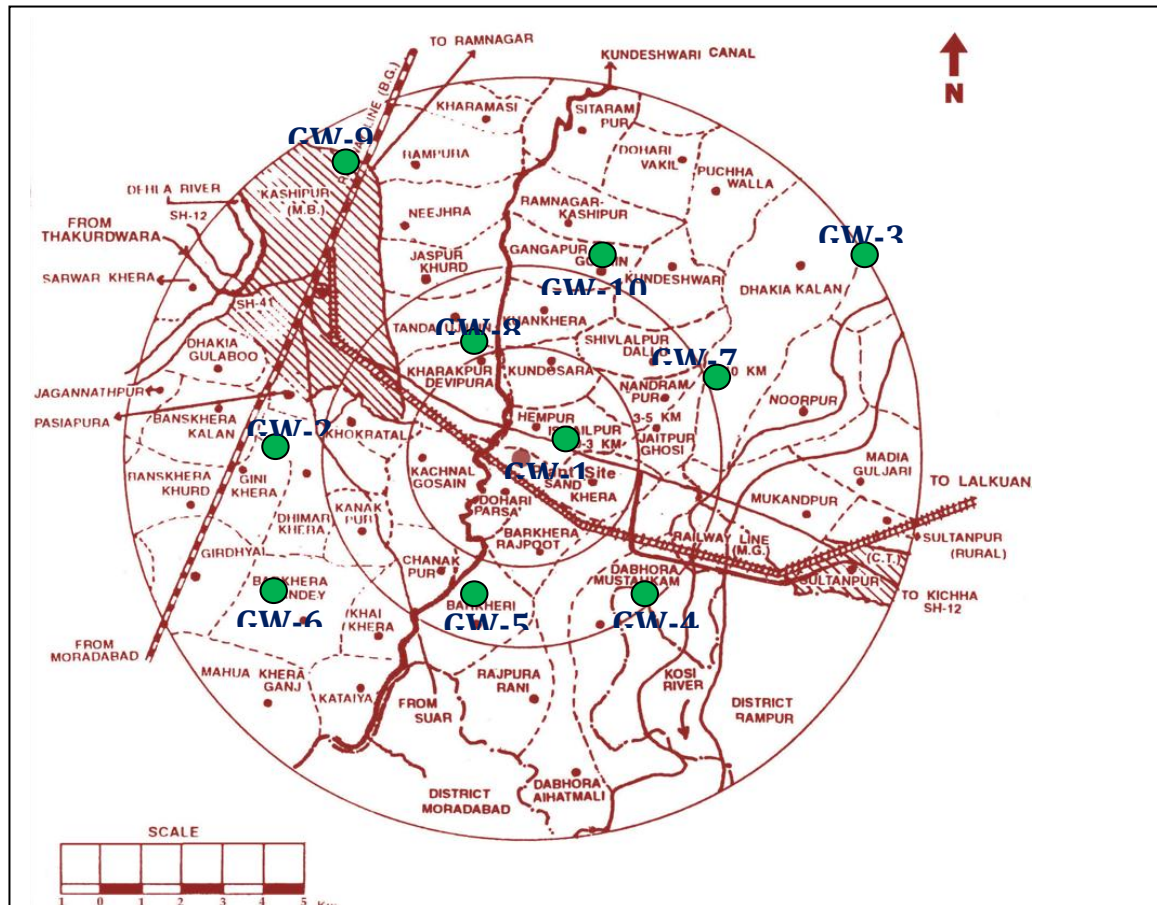 TO RAMNAGAR
KUNDESHWARI CANAL
LINE (B.G.)
N
KHARAMASI
SITARAM
PUR
GW-9
RAMPURA
DOHARI
VAKIL
PUCHHA
WALLA
DEHLA RIVER
KASHIPUR
(M.B.)
SH-12
NEEJHRA
RAMNAGAR-
KASHIPUR
FROM
THAKURDWARA
GANGAPUR
GW-3
SARWAR KHERA
JASPUR
KHURD
KUNDESHWARI
GW-10
DHAKIA KALAN
SH-41
KHANKHERA
GW-8
DHAKIA
GULABOO
SHIVLALPUR
GW-7
KHARAKPUR
DEVIPURA
KUNDOSARA
KM
JAGANNATHPUR
NANDRAM
PUR
NOORPUR
PASIAPURA
BANSKHERA
KALAN
GW-2
KHOKRATAL
HEMPUR
3-5 KM
-3 KM
JAITPUR
GHOSI
MADIA
GULJARI
BANSKHERA
KHURD
GINI
KHERA
KACHNAL
GOSAIN
GW-1
Site
SAND
KHERA
TO LALKUAN
DHIMAR
KHERA
KANAK
PUR
DOHARI
PARSA
MUKANDPUR
BARKHERA
RAJPOOT
RAILWAY
LINE
(M.G.)
SULTANPUR
(RURAL)
GIRDHYAI
CHANAK
PUR
(C.T.)
DABHORA
MUSTAHKAM
SULTANPUR
TO KICHHA
SH-12
GW-6
GW-5
GW-4
KHAI
KHERA
FROM
MORADABAD
MAHUA KHERA
GANJ
KATAIYA
FROM
SUAR
RAJPURA
RANI
KOSI
RIVER
DISTRICT
RAMPUR
DISTRICT
MORADABAD
DABHORA
AIHATMALI
SCALE
1 0 1 2 3 4 5